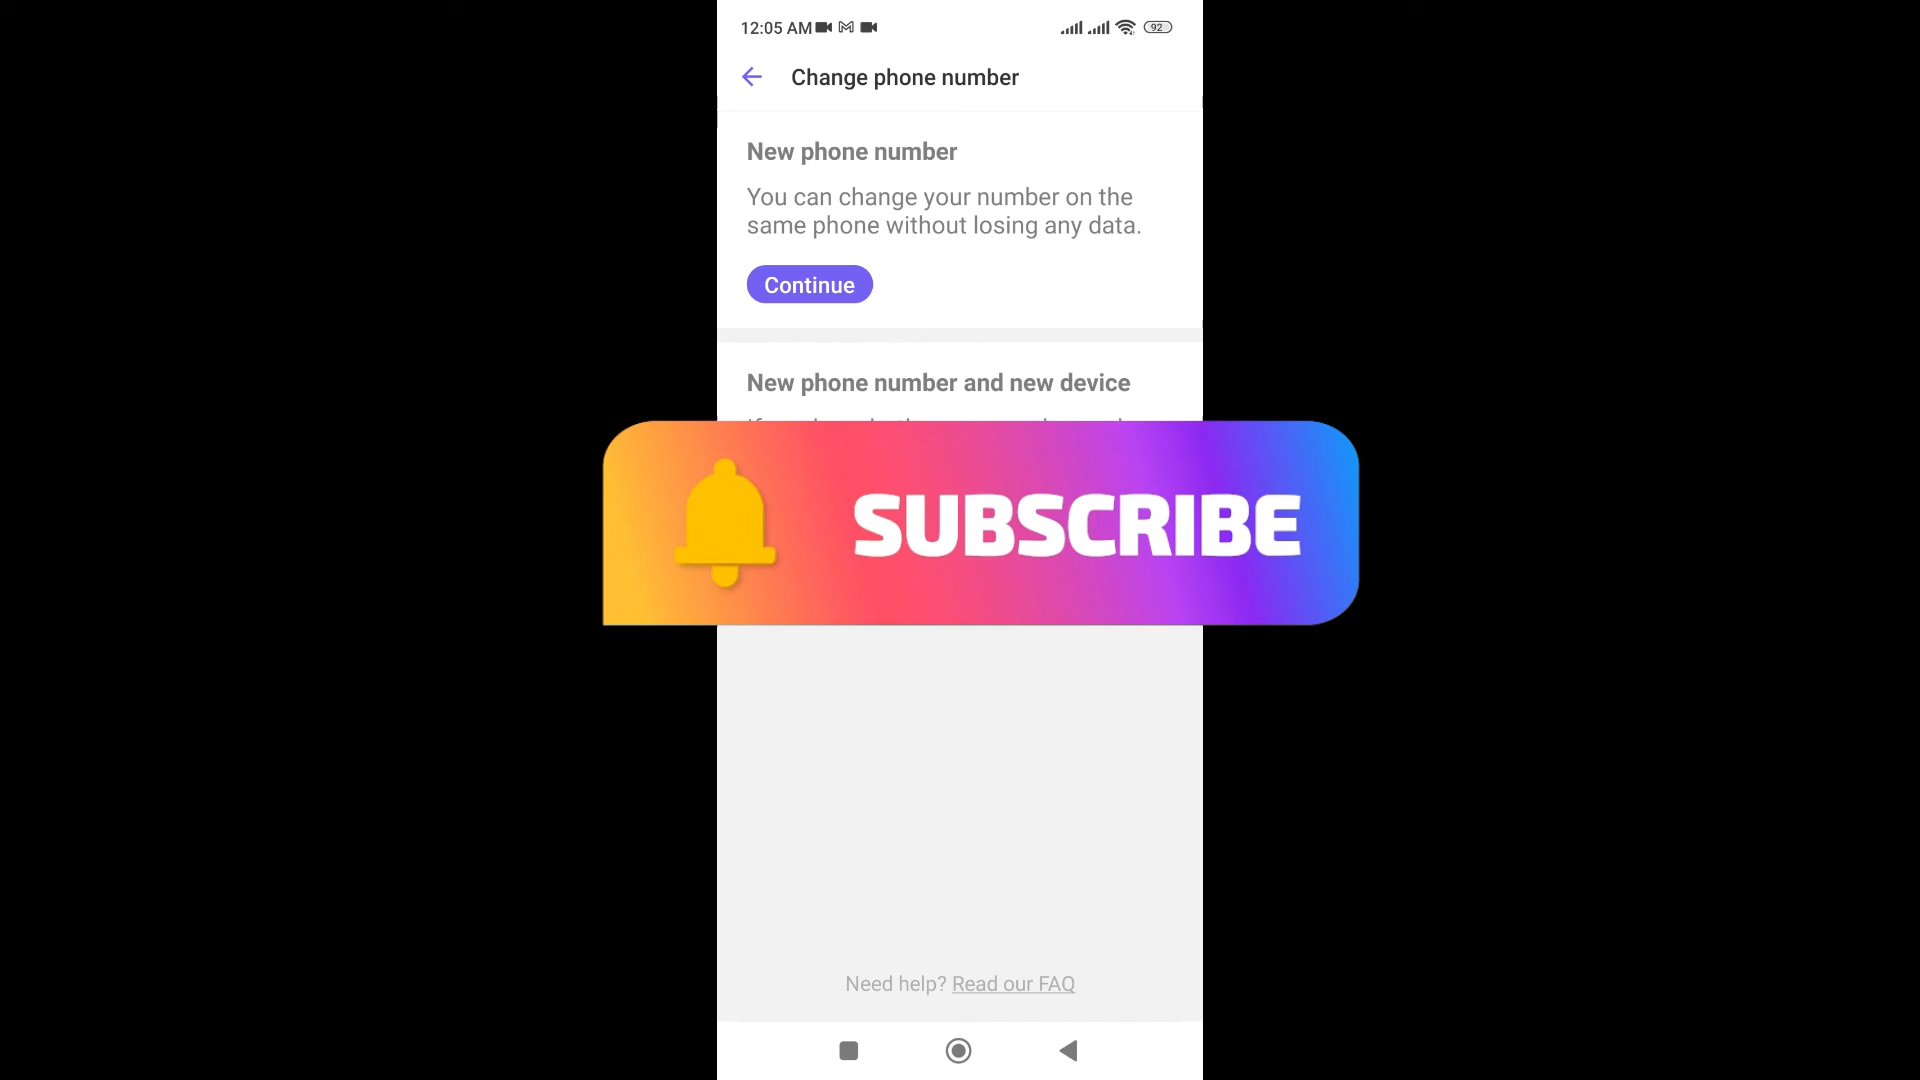 12:05 AM
92
Change phone number
New phone number
You can change your number on the
same phone without losing any data.
Continue
New phone number and new device
SUBSCRIBE
Need help? Read our FAQ